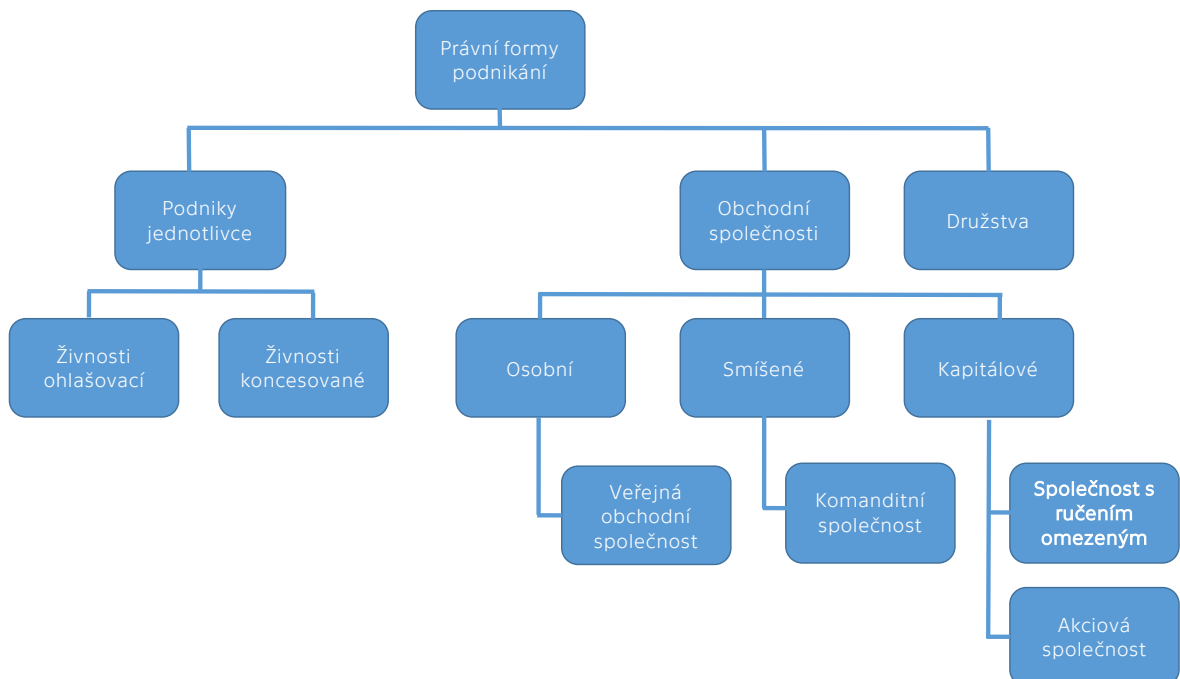 Právní formy
podnikání
Podniky
jednotlivce
Obchodní
společnosti
Družstva
Živnosti
ohlašovací
Živnosti
koncesované
Osobní
Smíšené
Kapitálové
Veřejná
obchodní
společnost
Komanditní
společnost
Společnost s
ručením
omezeným
Akciová
společnost